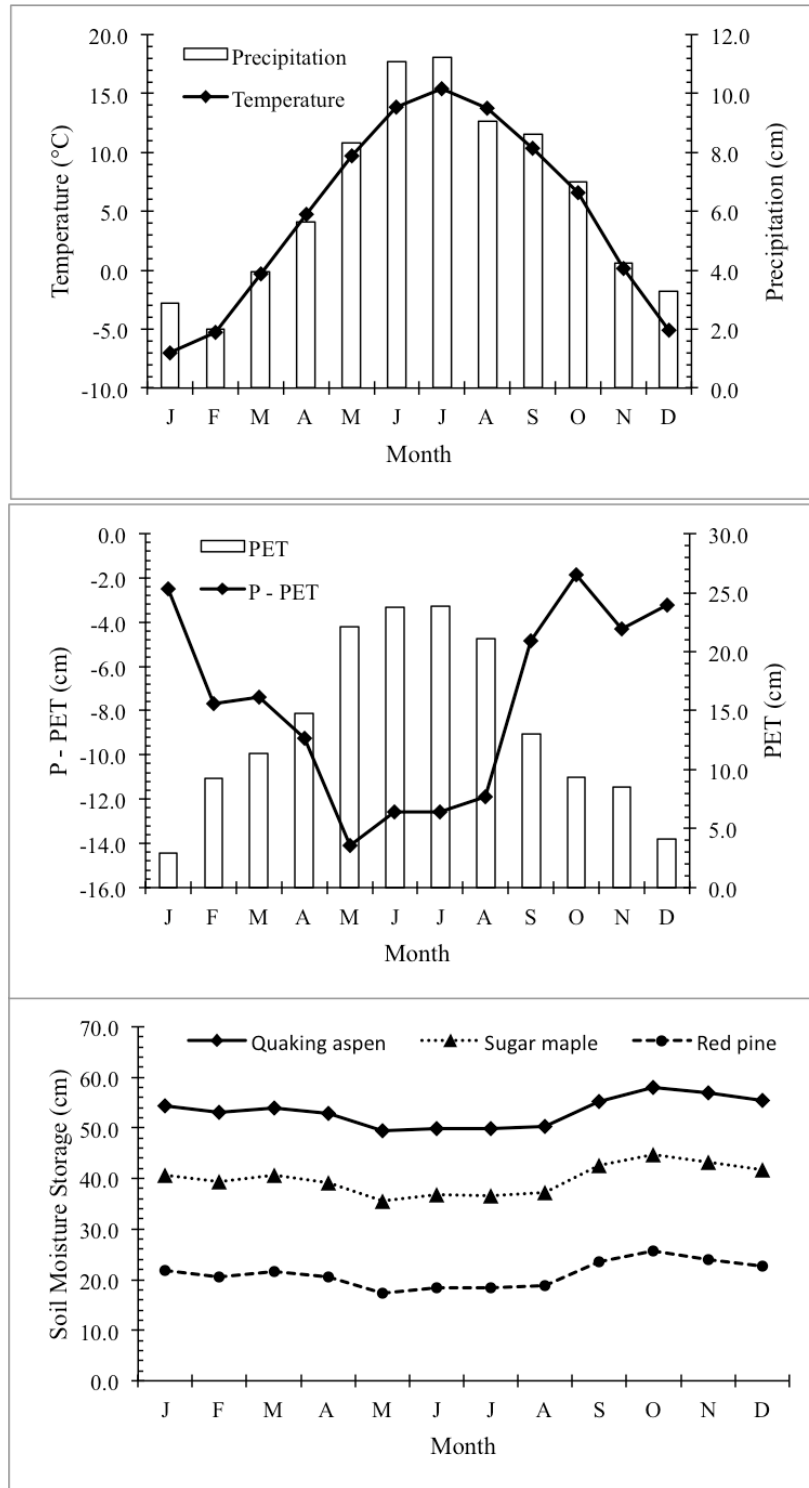 20.0
15.0
10.0
5.0
0.0
-5.0
-10.0
Temperature (°C)
Precipitation
Temperature
12.0
10.0
8.0
6.0
4.0
2.0
0.0
Precipitation (cm)
J F M A M J J A S O N D
Month
0.0
-2.0
-4.0
-6.0
-8.0
-10.0
-12.0
-14.0
-16.0
P - PET (cm)
PET
P - PET
30.0
25.0
20.0
15.0
10.0
5.0
0.0
PET (cm)
J F M A M J J A S O N D
Month
70.0
60.0
50.0
40.0
30.0
20.0
10.0
0.0
Soil Moisture Storage (cm)
Quaking aspen Sugar maple Red pine
J F M A M J J A S O N D
Month